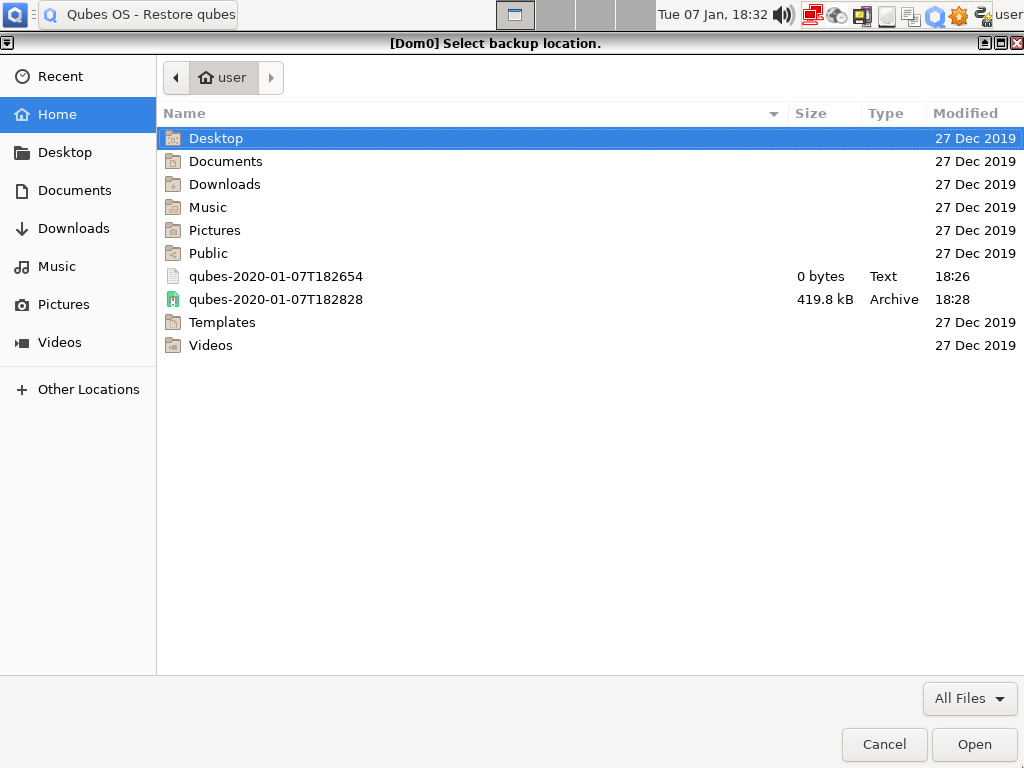 Qubes OS - Restore qubes
Tue 07 Jan, 18:32
user
[Dom0] Select backup location.
Recent
Home
Desktop
Documents
Downloads
Music
Pictures
Videos
Other Locations
user
Name Size Type Modified
Desktop 27 Dec 2019
Documents 27 Dec 2019
Downloads 27 Dec 2019
Music 27 Dec 2019
Pictures 27 Dec 2019
Public 27 Dec 2019
qubes-2020-01-07T182654 0 bytes Text 18:26
qubes-2020-01-07T182828 419.8 kB Archive 18:28
Templates 27 Dec 2019
Videos 27 Dec 2019
All Files
Cancel Open